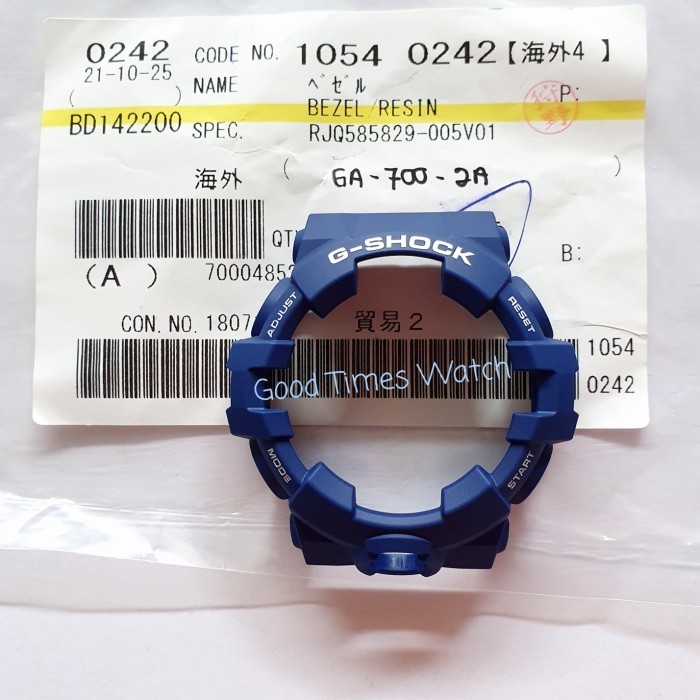 0242 CODE NO. 1054 0242【海外4 】
21-10-25 NAME ベゼル P:
( ) BEZEL/RESIN
BD142200 SPEC. RJQ585829-005V01
海外 ( GA-700-2A )
QT
B:
(A ) 7000485
CON.NO.1807 貿易2
1054
0242
G-SHOCK
ADJUST
RESET
MODE
START
Good Times Watch